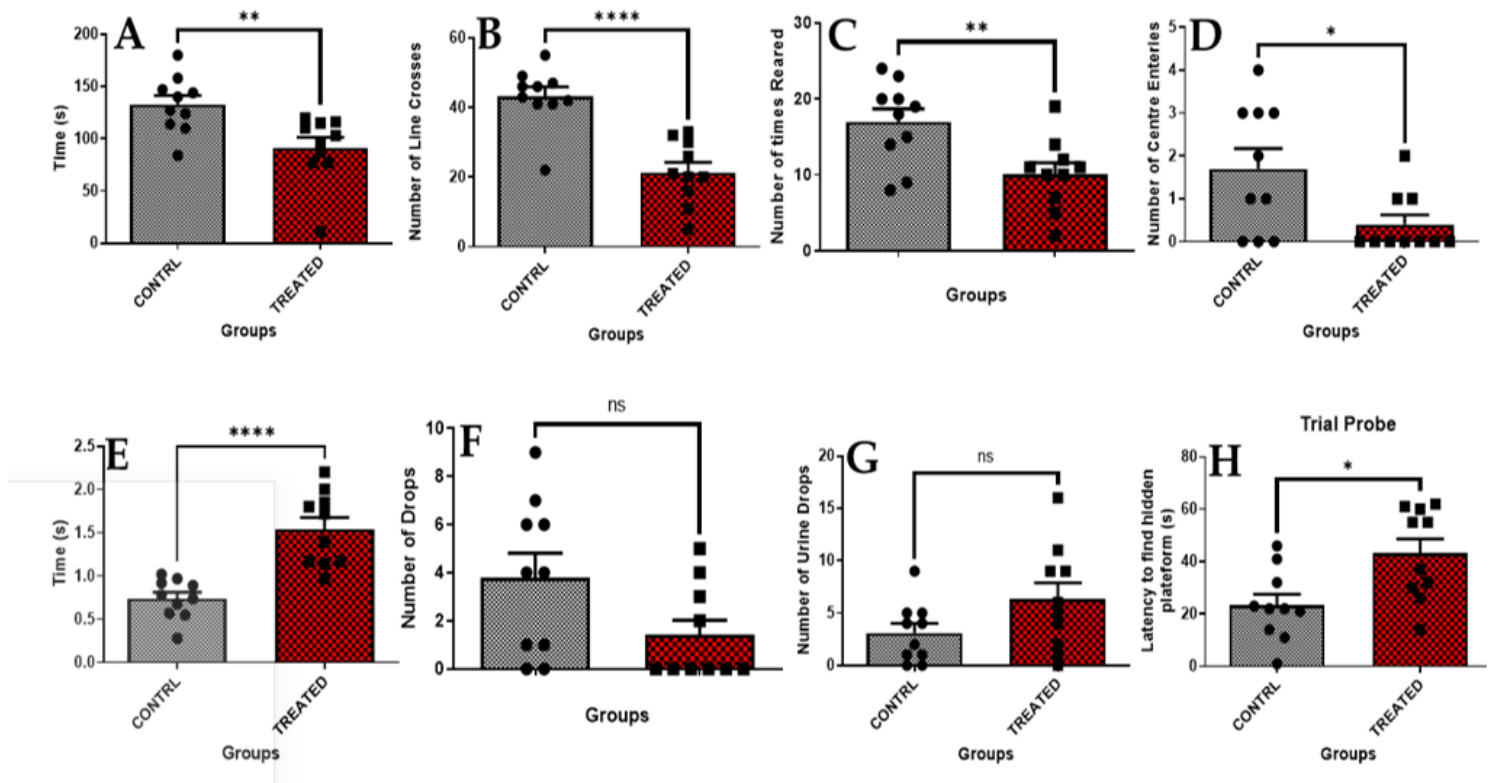 A
**
Time (s)
200
150
100
50
0
CONTRL
TREATED
Groups
B
****
Number of Line Crosses
60
40
20
0
CONTRL
TREATED
Groups
C
**
Number of times Reared
30
20
10
0
Groups
D
*
Number of Centre Enteries
5
4
3
2
1
0
CONTRL
TREATED
Groups
E
****
Time (s)
2.5
2.0
1.5
1.0
0.5
0.0
CONTRL
TREATED
Groups
F
ns
Number of Drops
10
8
6
4
2
0
Groups
G
ns
Number of Urine Drops
20
15
10
5
0
CONTRL
TREATED
Groups
Trial Probe
H
*
Latency to find hidden
plateform (s)
80
60
40
20
0
CONTRL
TREATED
Groups